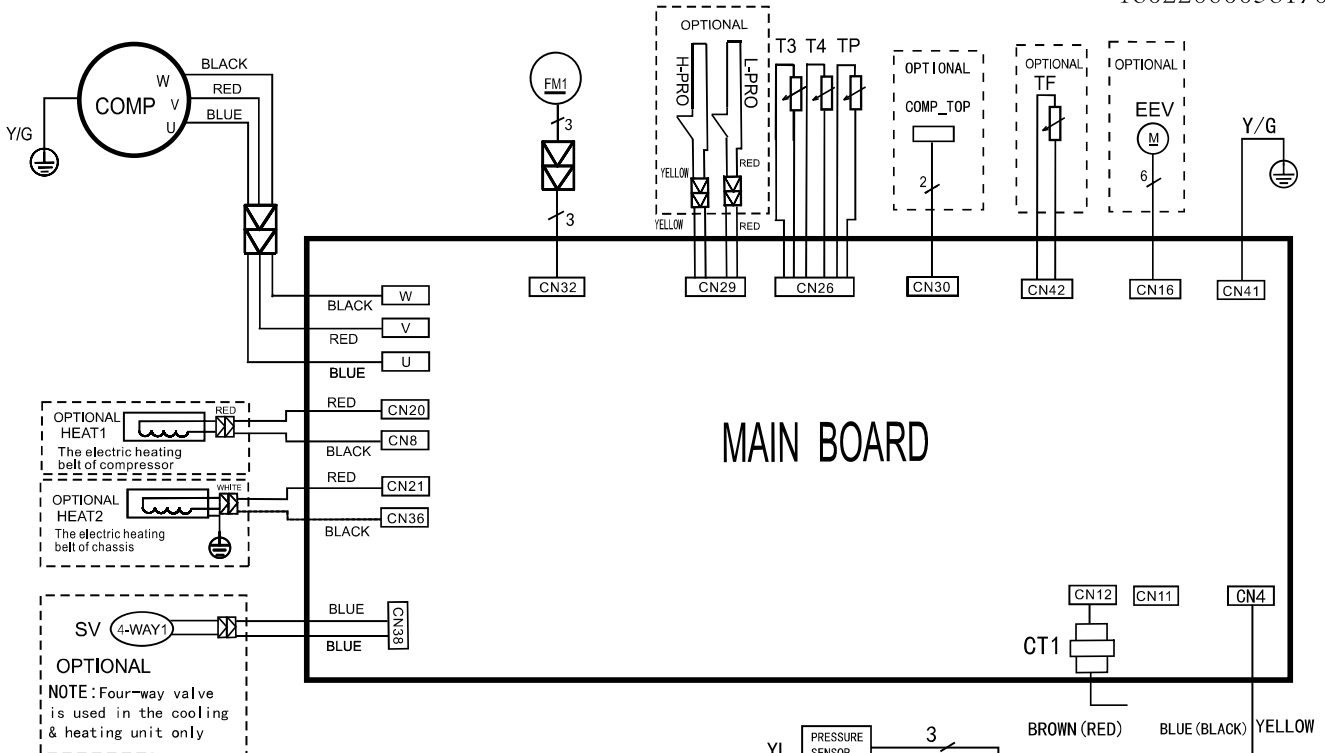 OPTIONAL
T3 T4 TP
OPTIONAL
COMP_TOP
OPTIONAL
TF
OPTIONAL
EEV
M
Y/G
BLACK
RED
BLUE
W
V
U
COMP
Y/G
FM1
3
3
H-PRO
L-PRO
YELLOW
RED
YELLOW
RED
2
6
CN32
CN29
CN26
CN30
CN42
CN16
CN41
BLACK
W
RED
V
BLUE
U
MAIN BOARD
OPTIONAL
HEAT1
RED
The electric heating
belt of compressor
RED
CN20
BLACK
CN8
OPTIONAL
HEAT2
WHITE
The electric heating
belt of chassis
RED
CN21
BLACK
CN36
SV
4-WAY1
BLUE
BLUE
CN38
OPTIONAL
NOTE:Four-way valve
is used in the cooling
& heating unit only
CN12
CN11
CN4
CT1
BROWN(RED)
BLUE(BLACK)
YELLOW
YL
PRESSURE
SENSOR
3